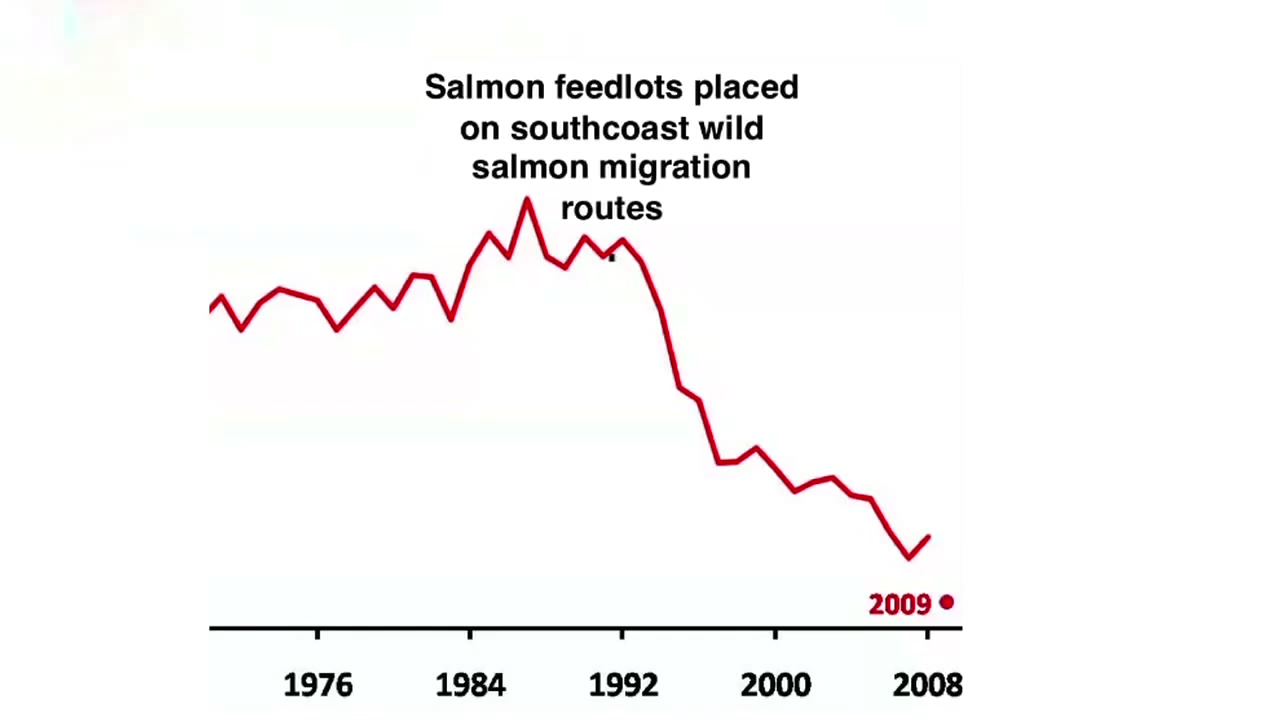 Salmon feedlots placed
on southcoast wild
salmon migration
routes
2009
1976 1984 1992 2000 2008